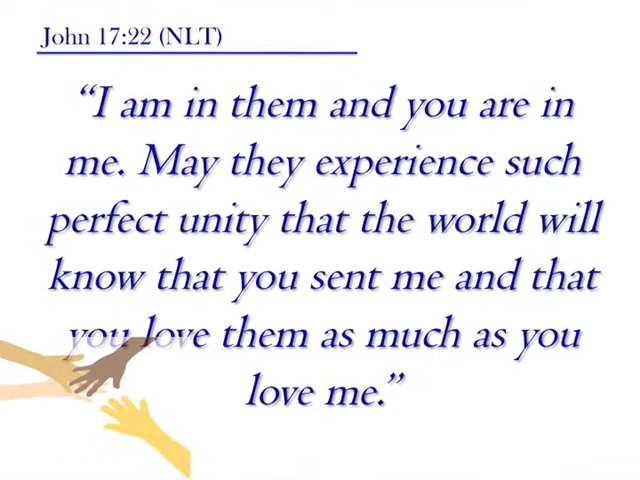 John 17:22 (NLT)
“I am in them and you are in
me. May they experience such
perfect unity that the world will
know that you sent me and that
you love them as much as you
love me.”